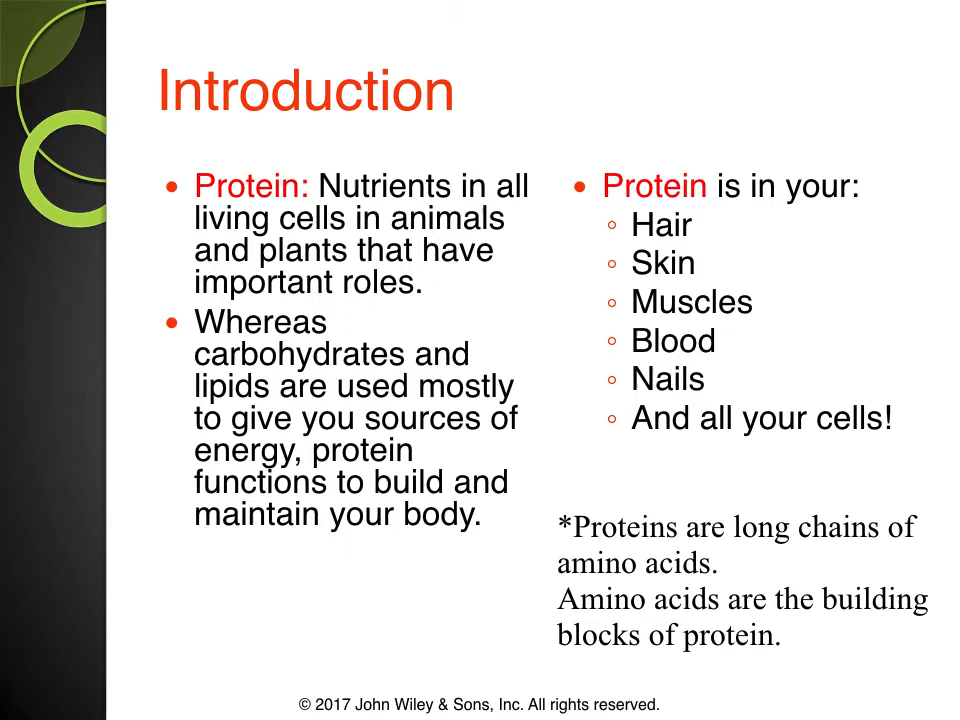 Introduction
• Protein: Nutrients in all
living cells in animals
and plants that have
important roles.
• Whereas
carbohydrates and
lipids are used mostly
to give you sources of
energy, protein
functions to build and
maintain your body.
• Protein is in your:
◦ Hair
◦ Skin
◦ Muscles
◦ Blood
◦ Nails
◦ And all your cells!
*Proteins are long chains of
amino acids.
Amino acids are the building
blocks of protein.
© 2017 John Wiley & Sons, Inc. All rights reserved.